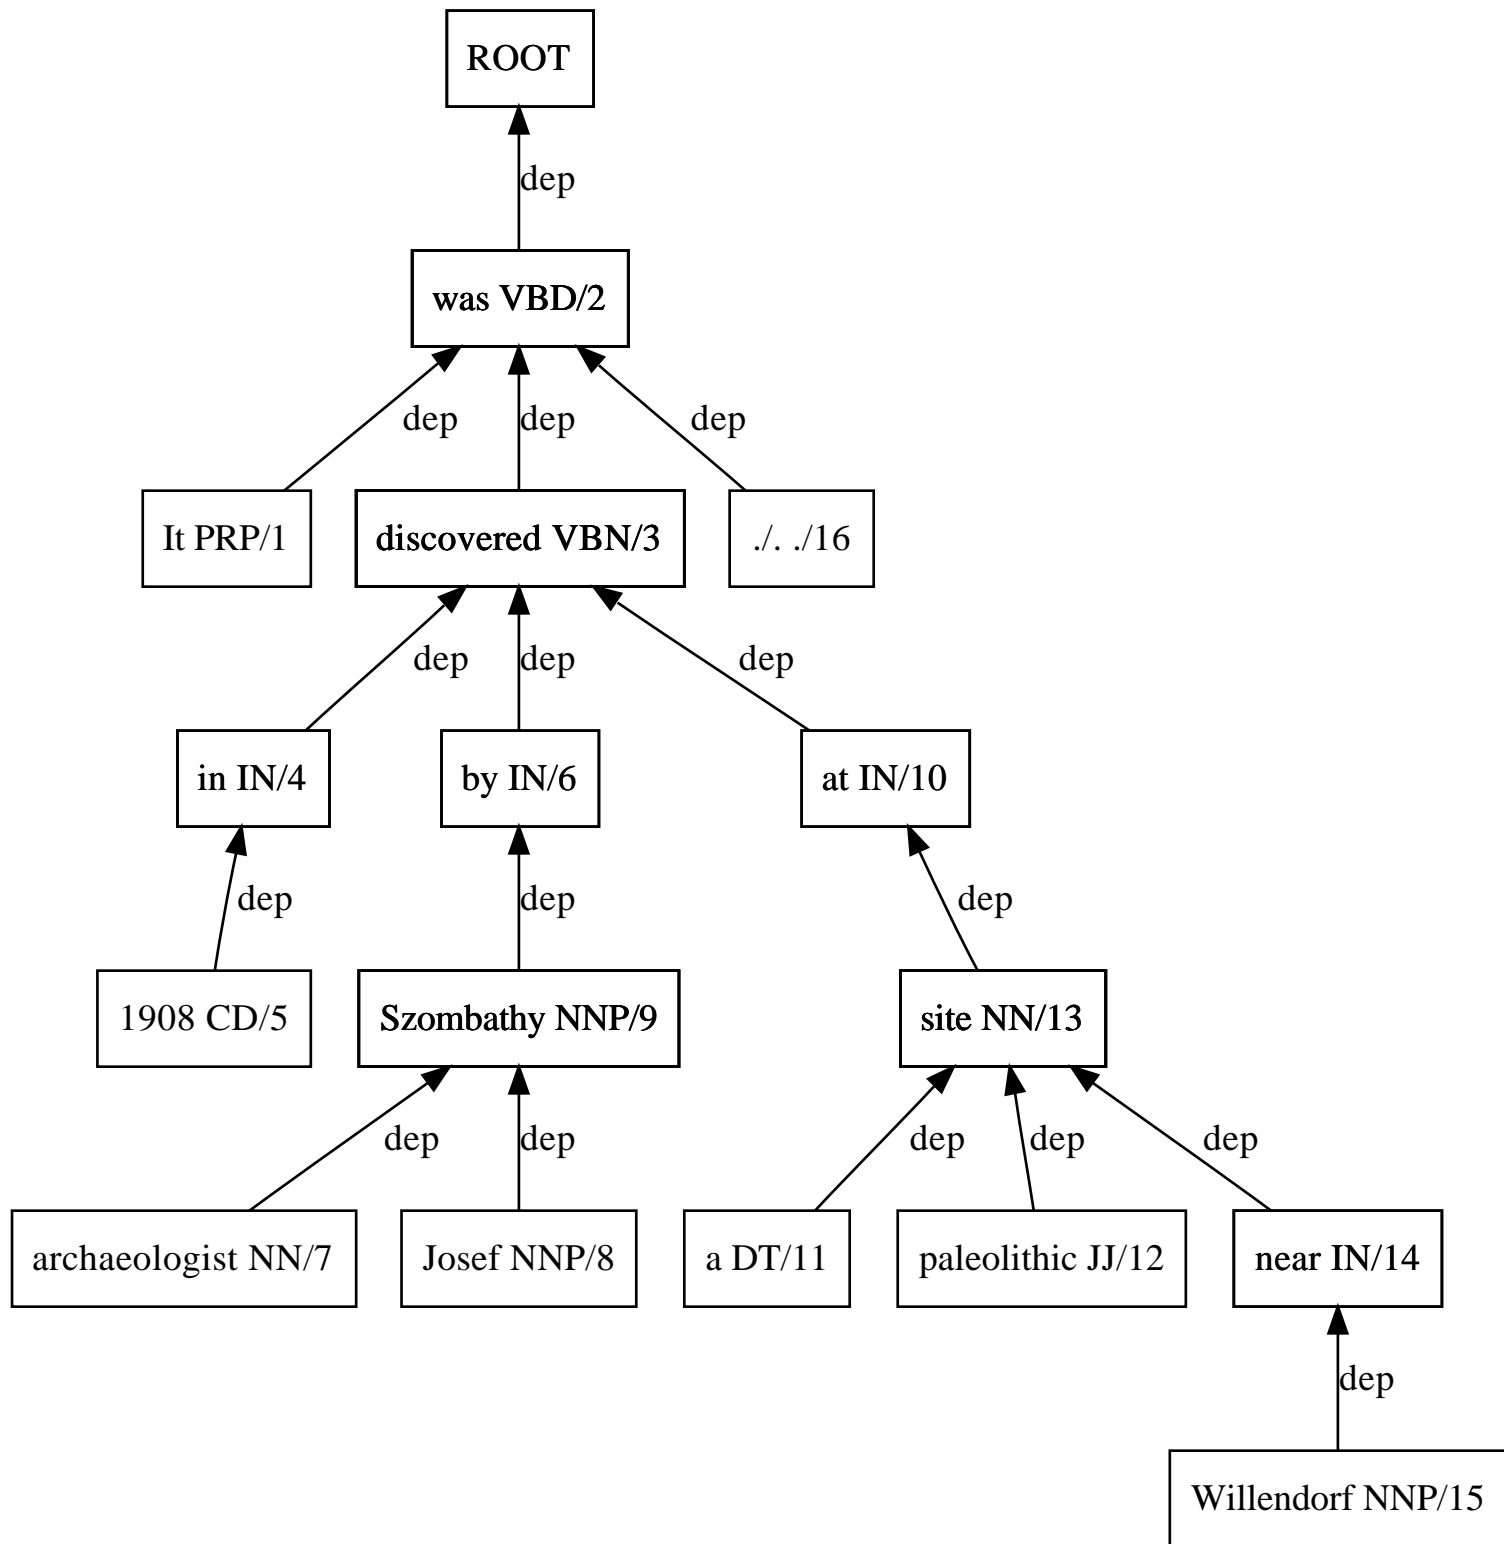 ROOT
dep
was VBD/2
dep dep dep
It PRP/1 discovered VBN/3 ./. ./16
dep dep dep
in IN/4 by IN/6 at IN/10
dep dep dep
1908 CD/5 Szombathy NNP/9 site NN/13
dep dep dep dep dep
archaeologist NN/7 Josef NNP/8 a DT/11 paleolithic JJ/12 near IN/14
dep
Willendorf NNP/15